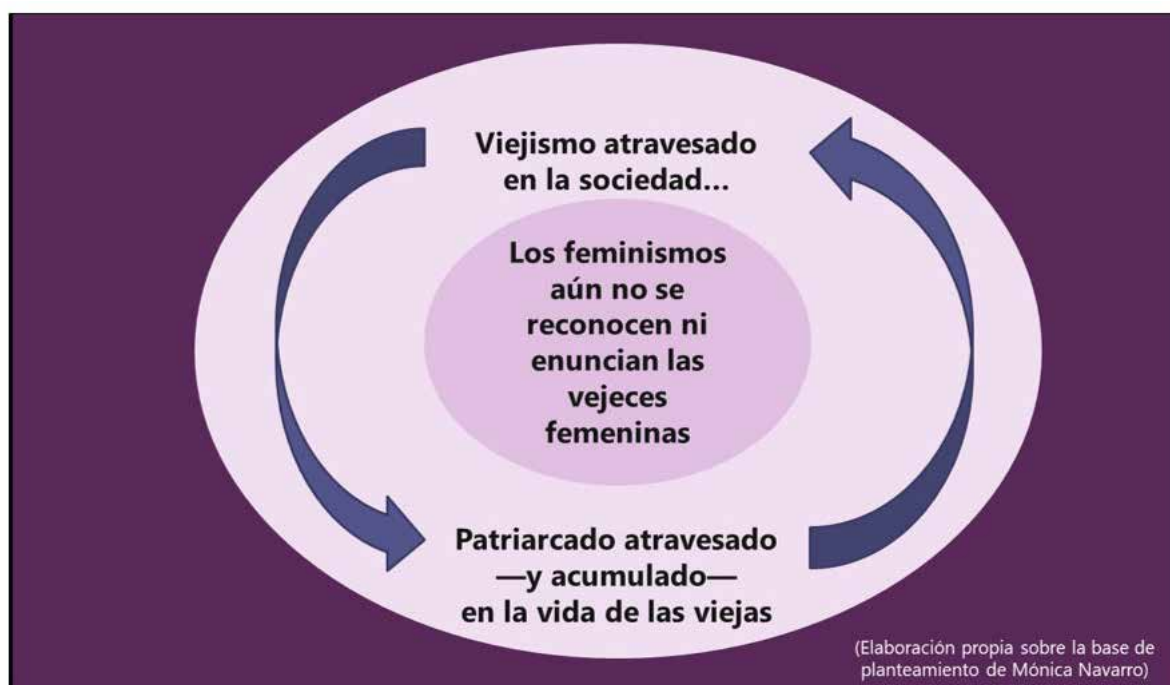 Viejismo atravesado
en la sociedad...
Los feminismos
aún no se
reconocen ni
enuncian las
vejeces
femeninas
Patriarcado atravesado
—y acumulado—
en la vida de las viejas
(Elaboración propia sobre la base de
planteamiento de Mónica Navarro)